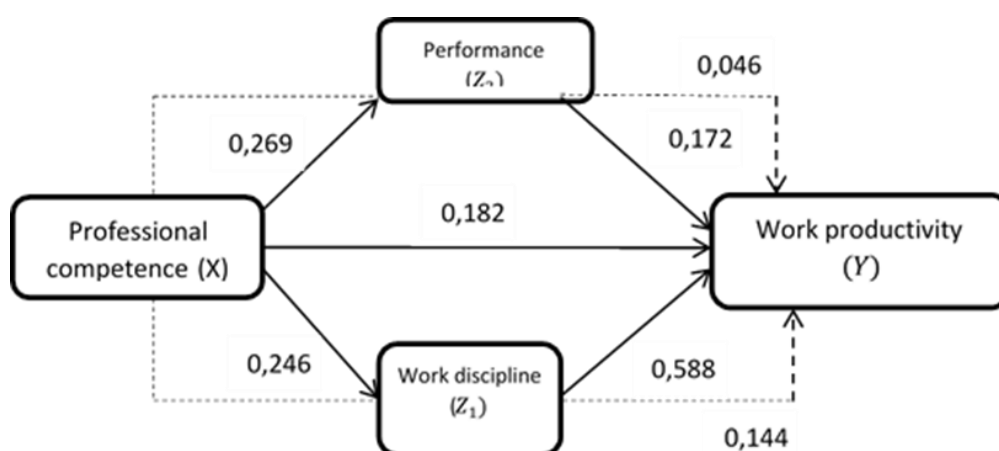 Performance
0,046
0,269
0,172
0,182
Professional
competence (X)
Work productivity
(Y)
0,246
Work discipline
(Z₁)
0,588
0,144